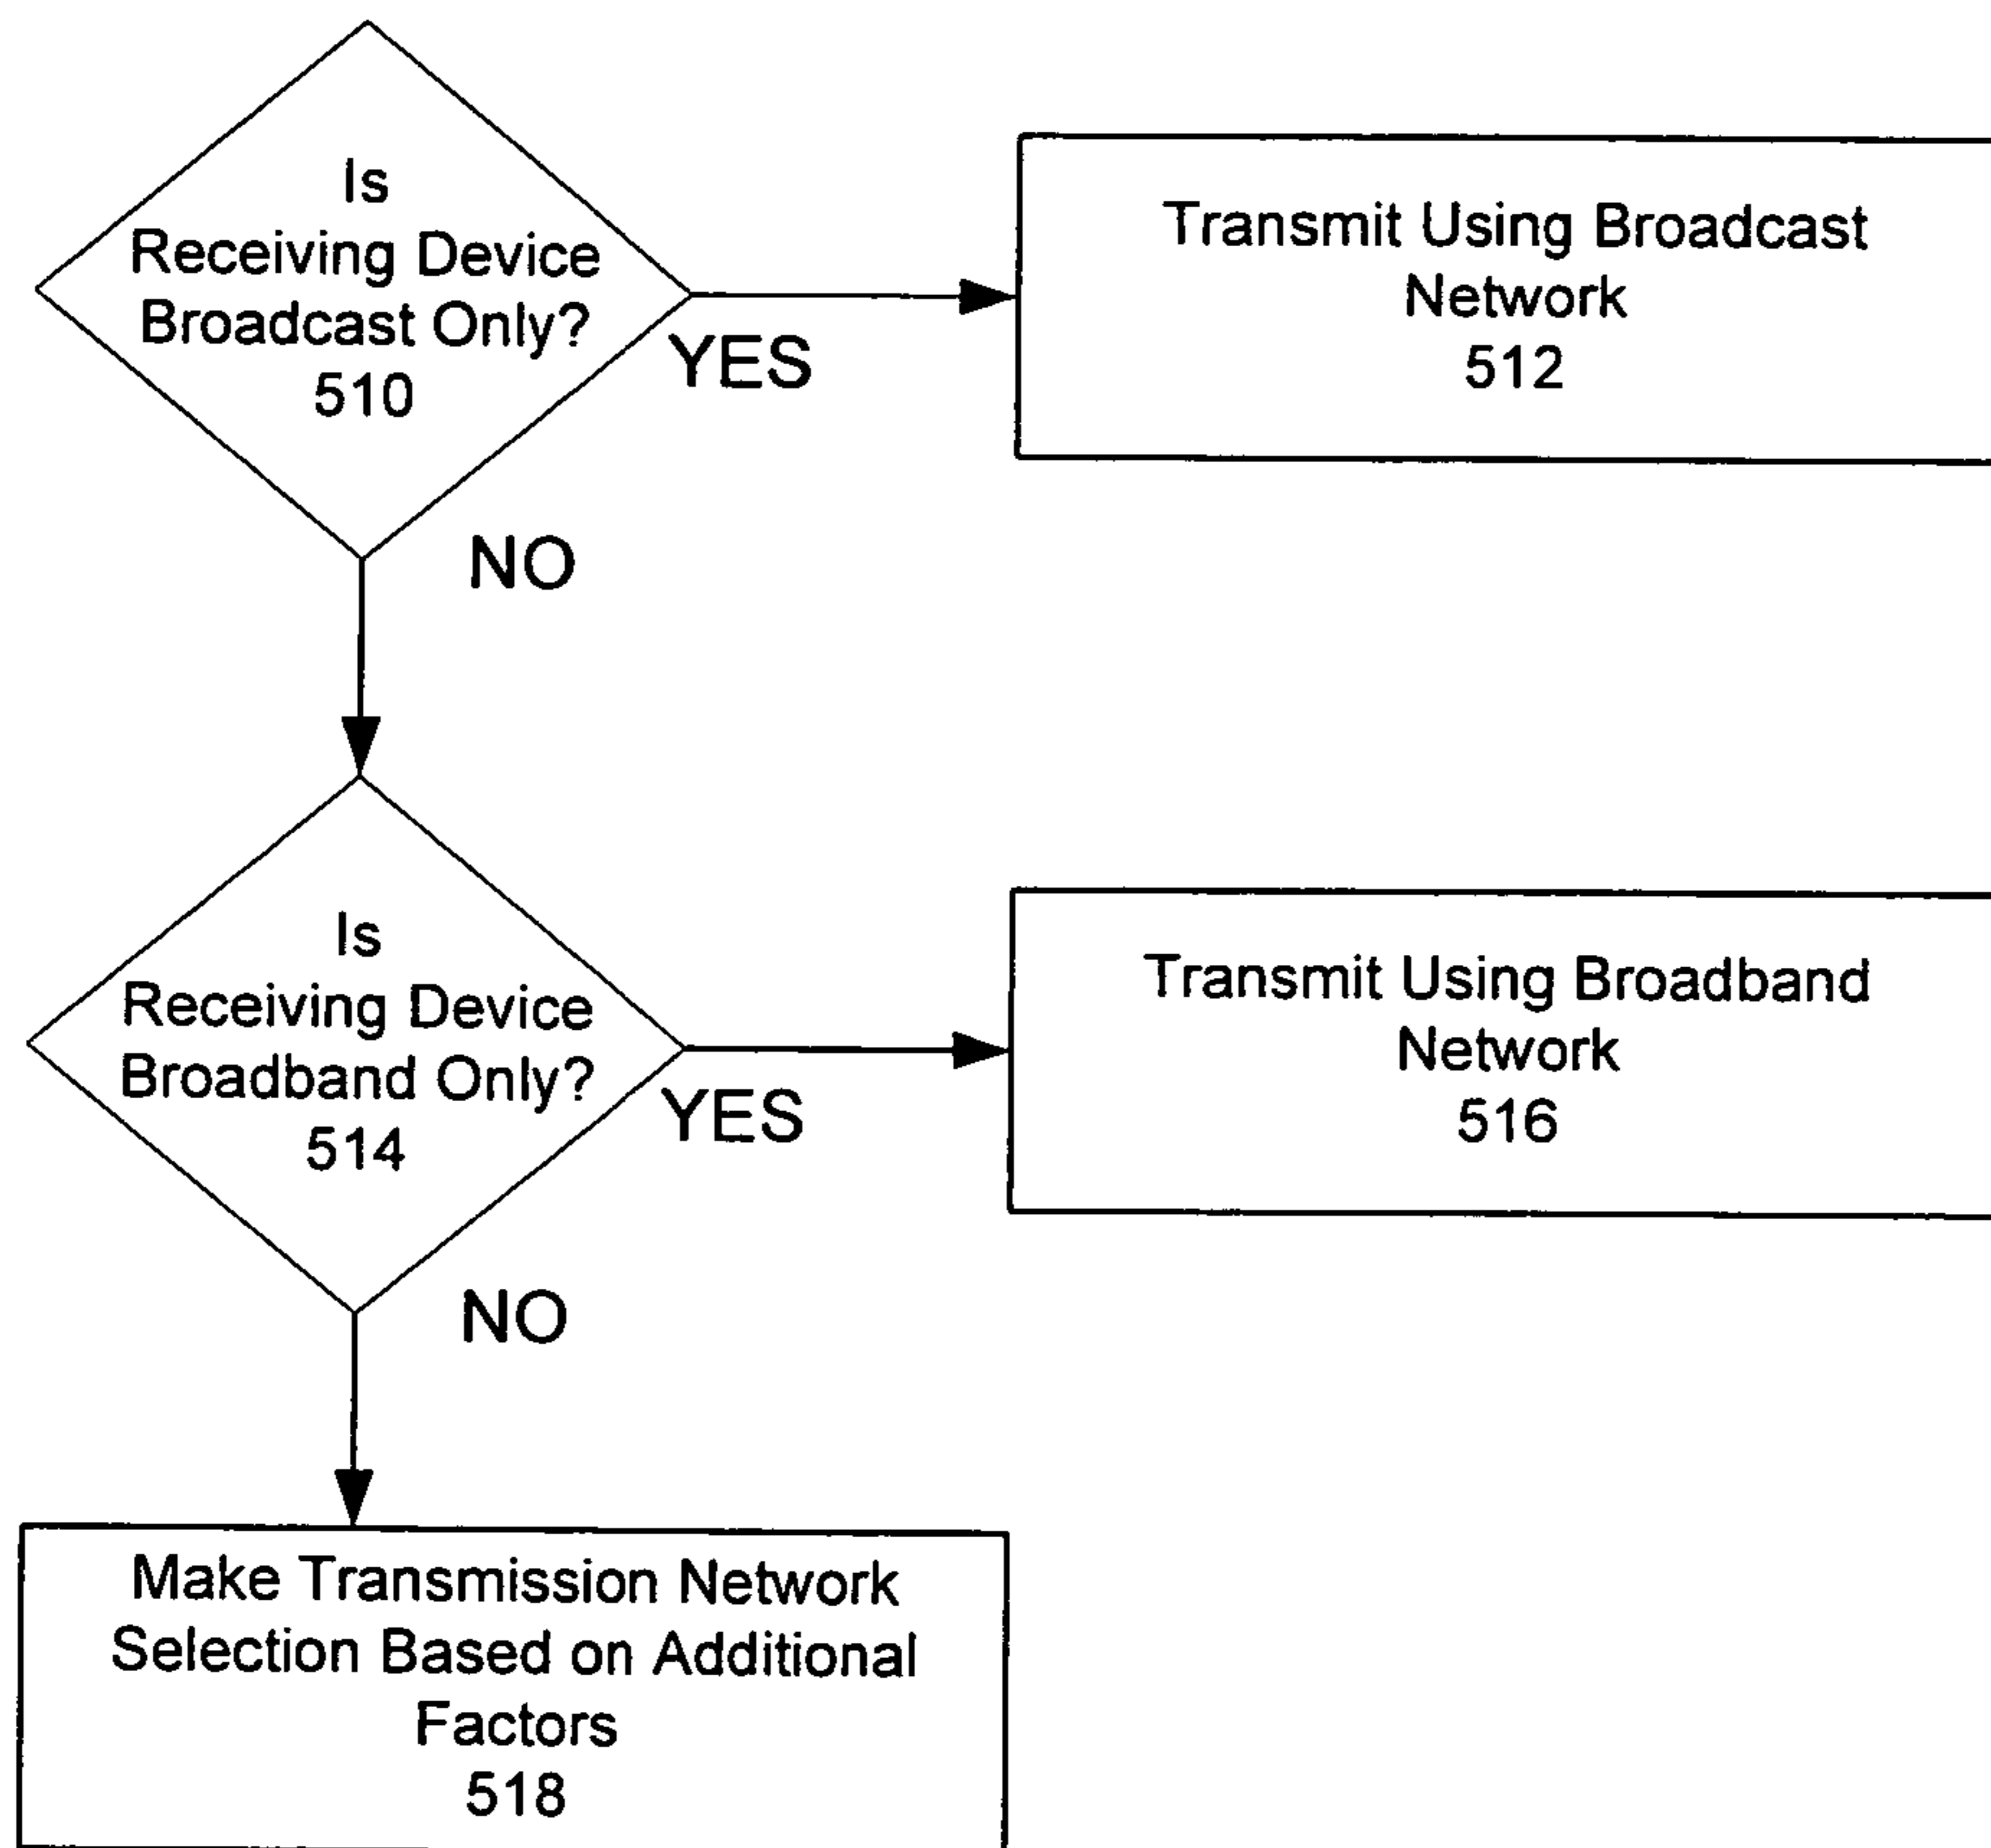 Is
Receiving Device
Broadcast Only?
510
YES
Transmit Using Broadcast
Network
512
NO
Is
Receiving Device
Broadband Only?
514
YES
Transmit Using Broadband
Network
516
NO
Make Transmission Network
Selection Based on Additional
Factors
518